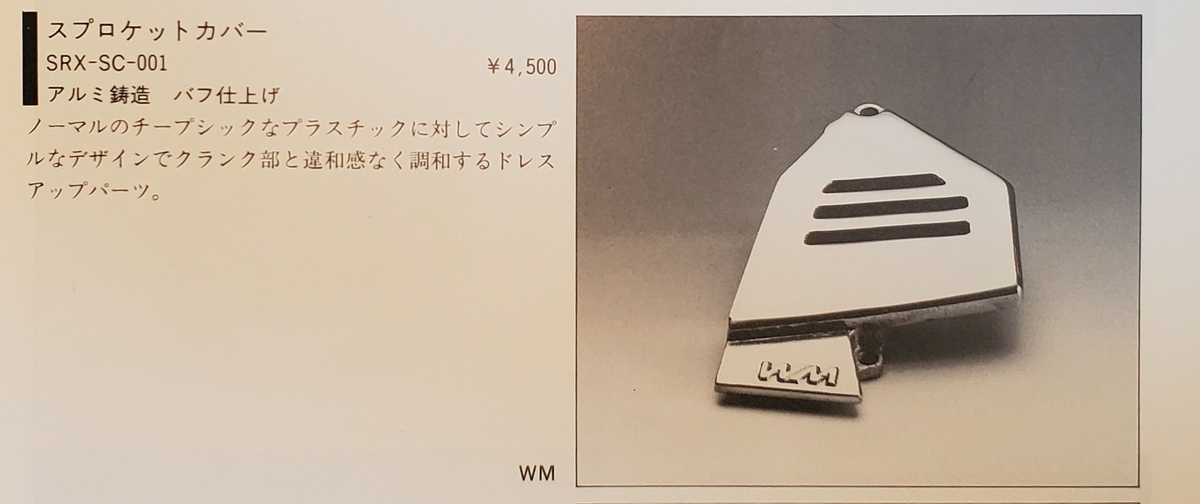 スプロケットカバー
SRX-SC-001 ¥4,500
アルミ鋳造 バフ仕上げ
ノーマルのチープシックなプラスチックに対してシンプ
ルなデザインでクランク部と違和感なく調和するドレス
アップパーツ。
WM
WM